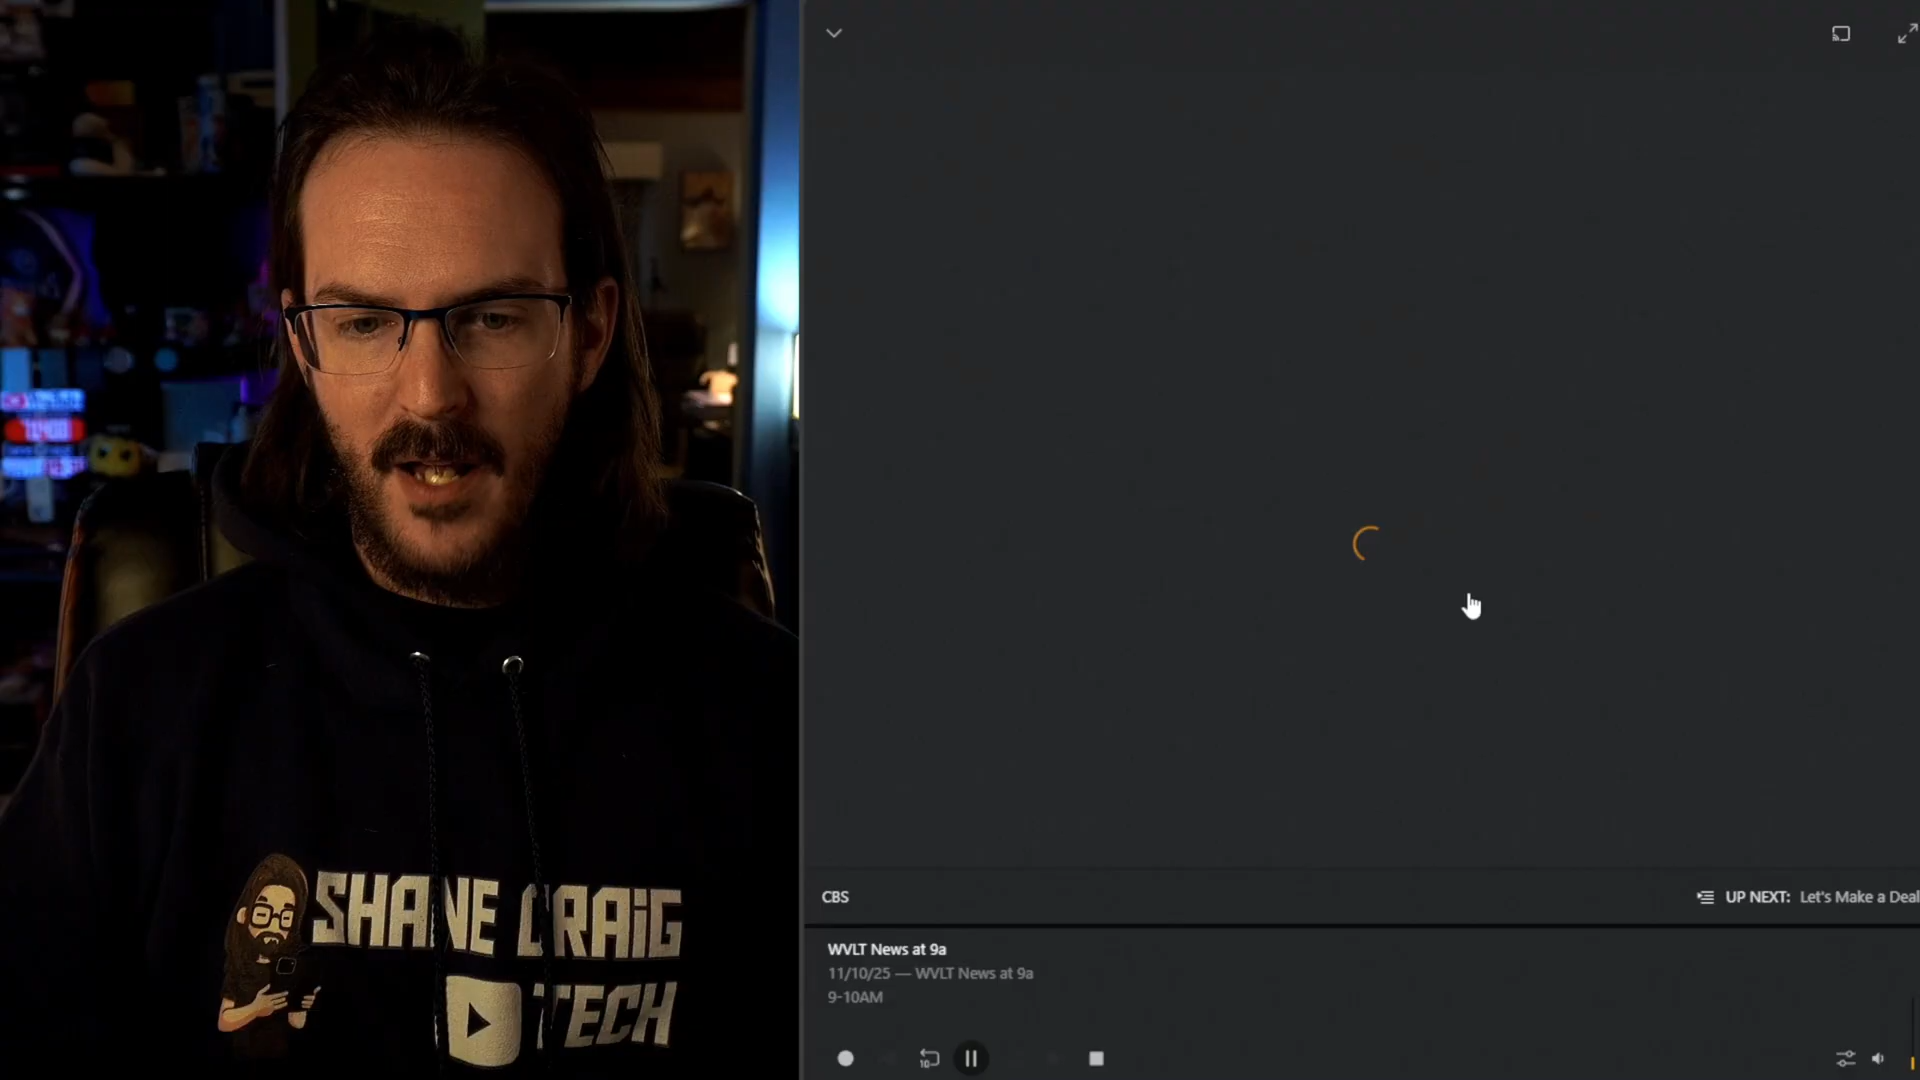 SHANE CRAIG
TECH
CBS
UP NEXT: Let's Make a Deal
WVLT News at 9a
11/10/25 — WVLT News at 9a
9-10AM
10